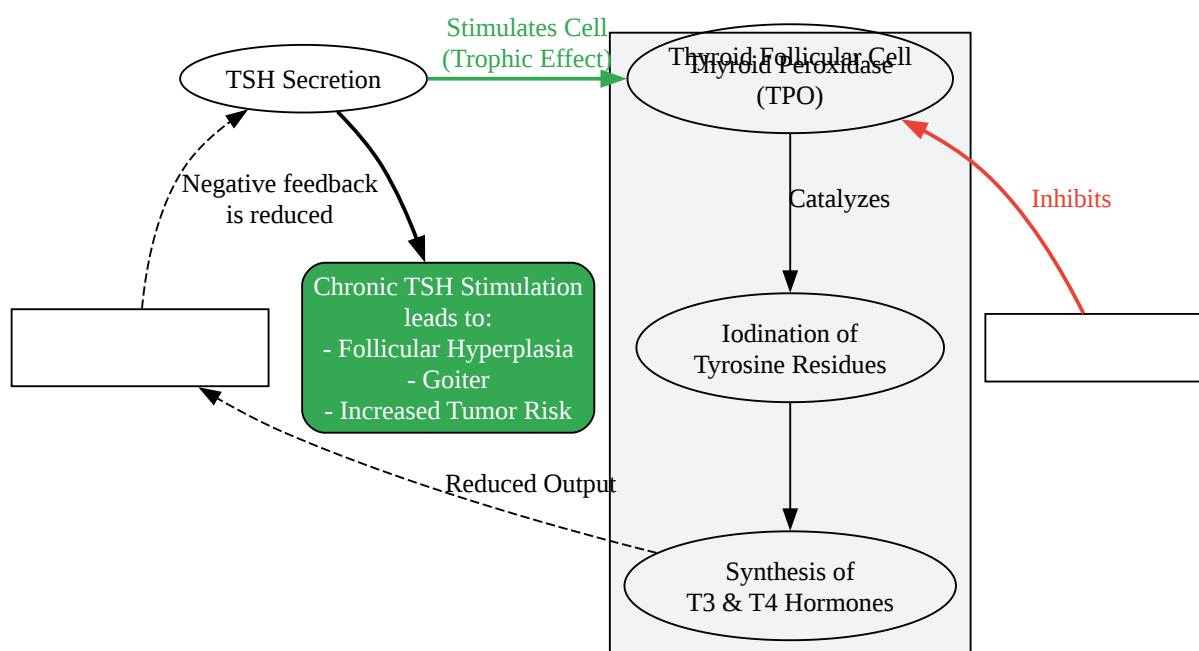 Stimulates Cell
(Trophic Effect)
Thyroid Follicular Cell
Thyroid Peroxidase
(TPO)
TSH Secretion
Negative feedback
is reduced
Catalyzes
Inhibits
Chronic TSH Stimulation
leads to:
- Follicular Hyperplasia
- Goiter
- Increased Tumor Risk
Iodination of
Tyrosine Residues
Reduced Output
Synthesis of
T3 & T4 Hormones